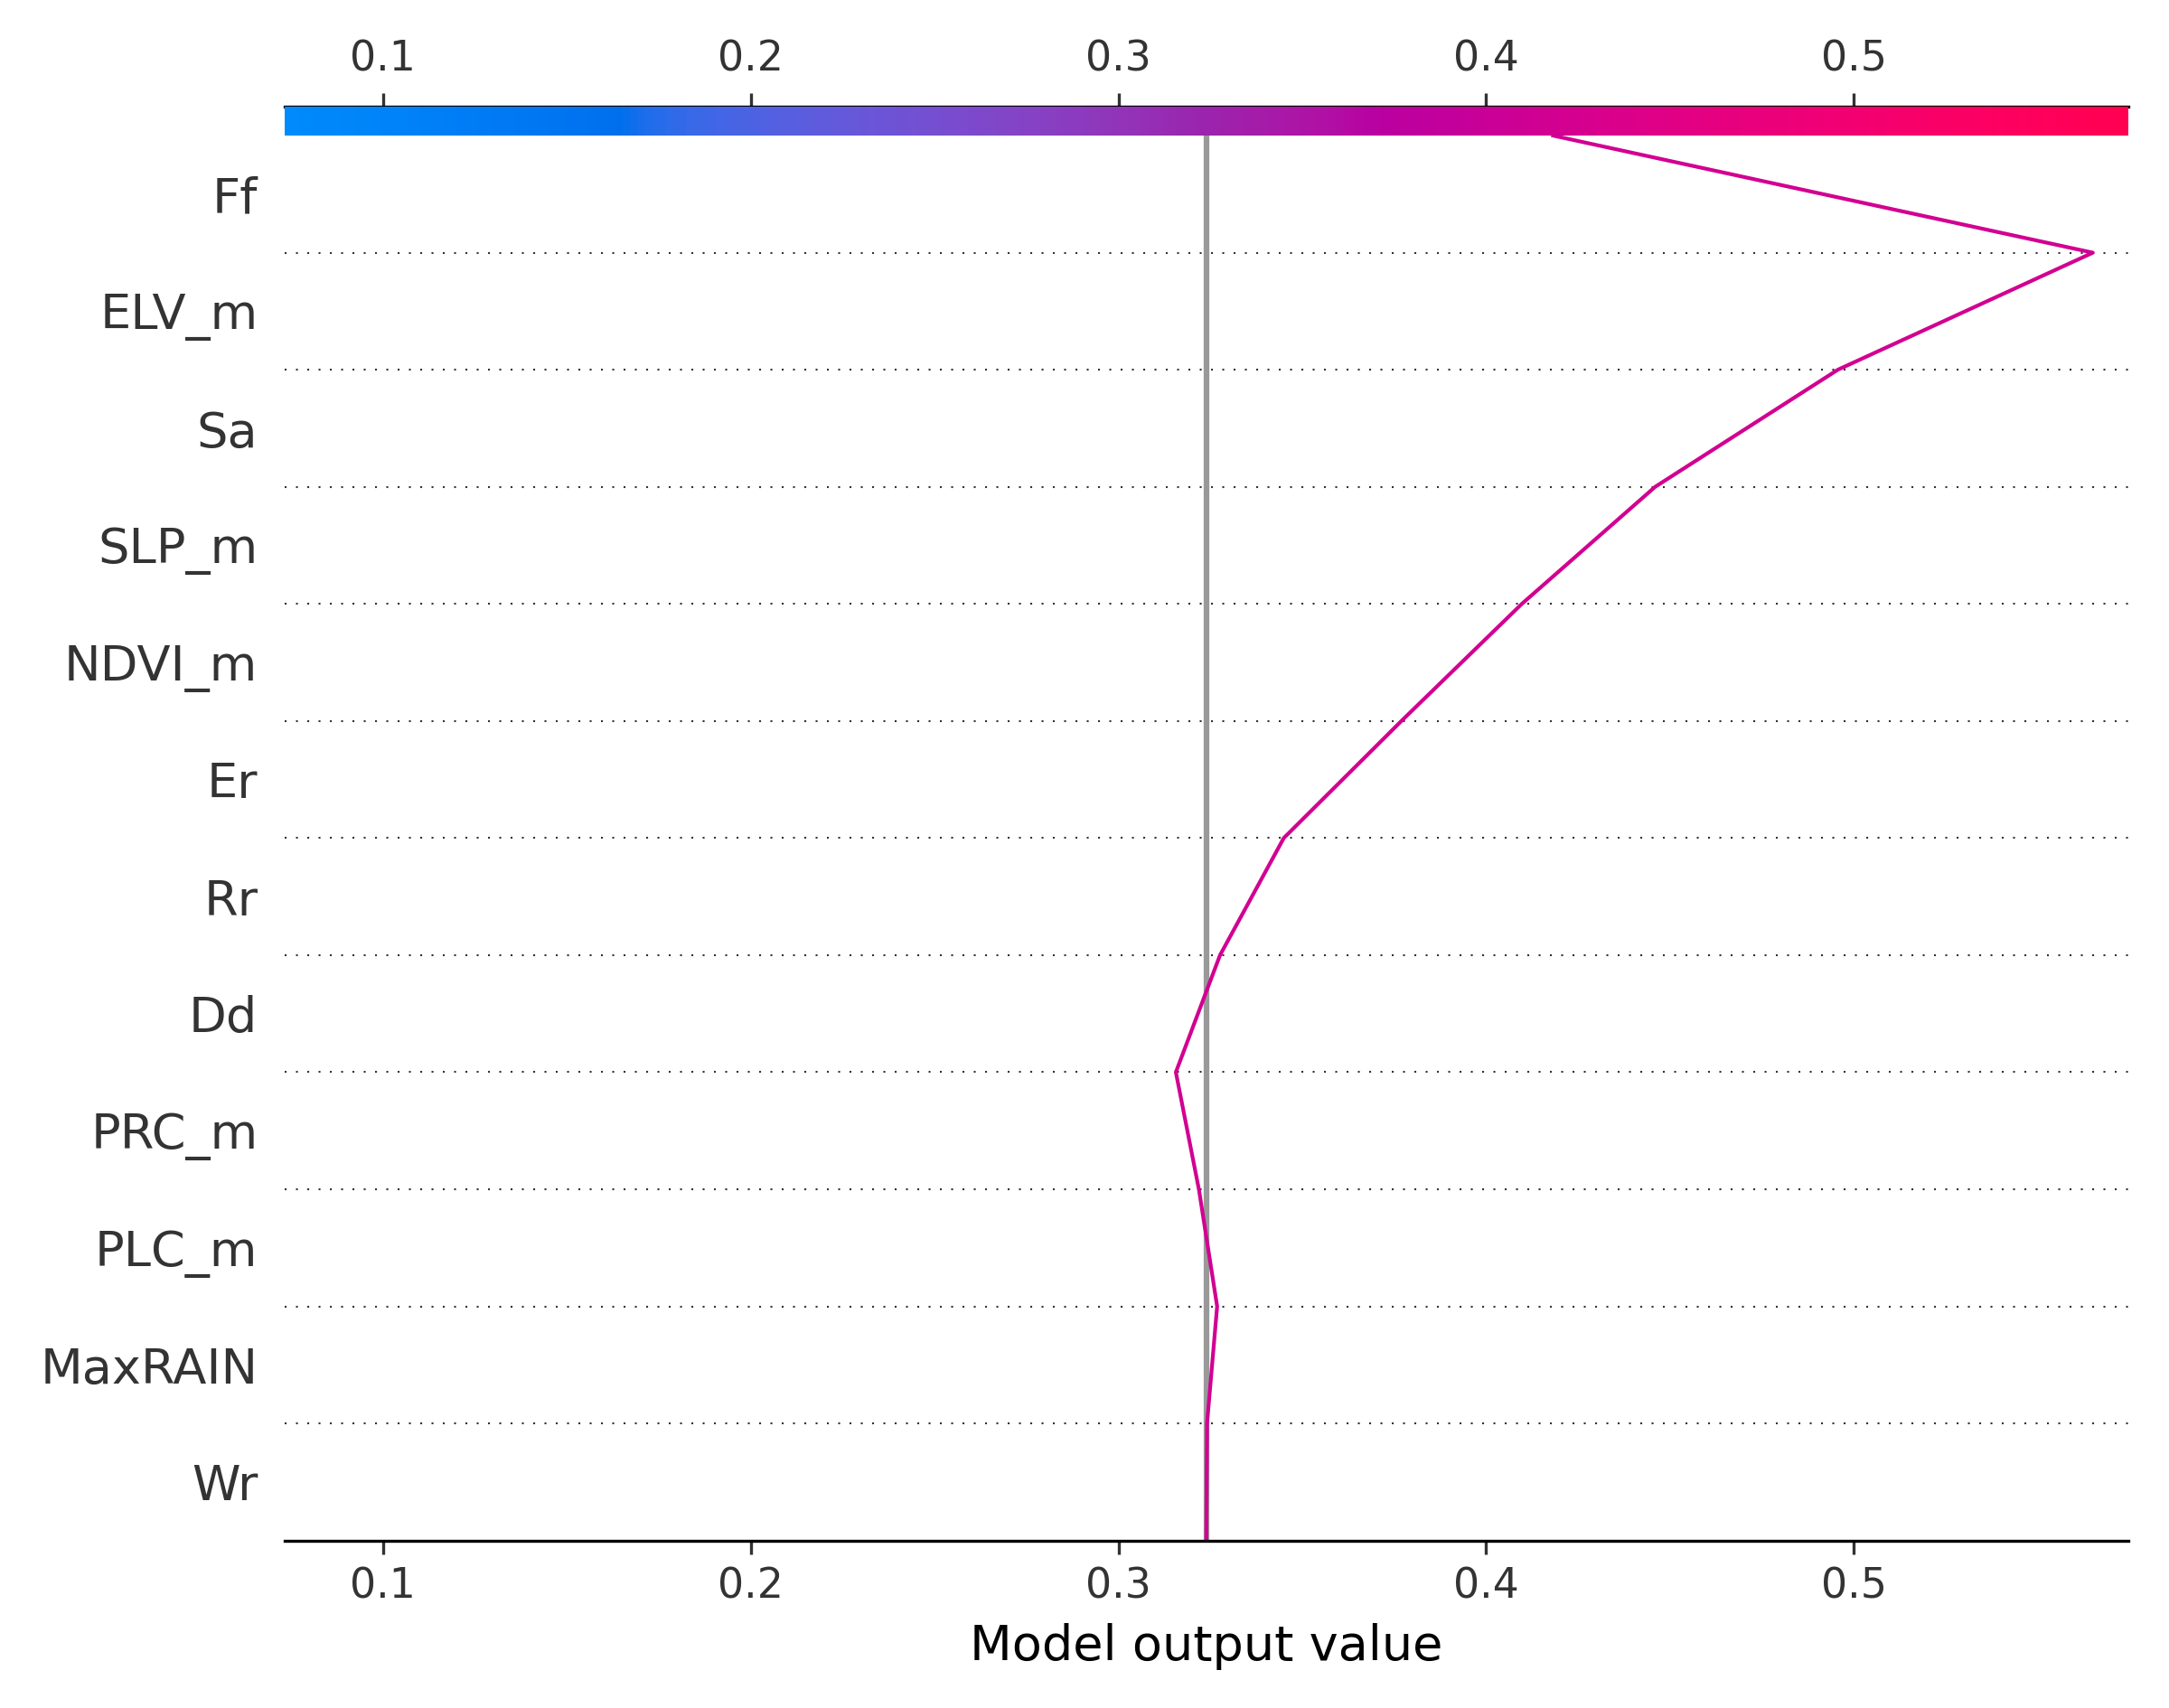 0.1 0.2 0.3 0.4 0.5
Ff
ELV_m
Sa
SLP_m
NDVI_m
Er
Rr
Dd
PRC_m
PLC_m
MaxRAIN
Wr
0.1 0.2 0.3 0.4 0.5
Model output value